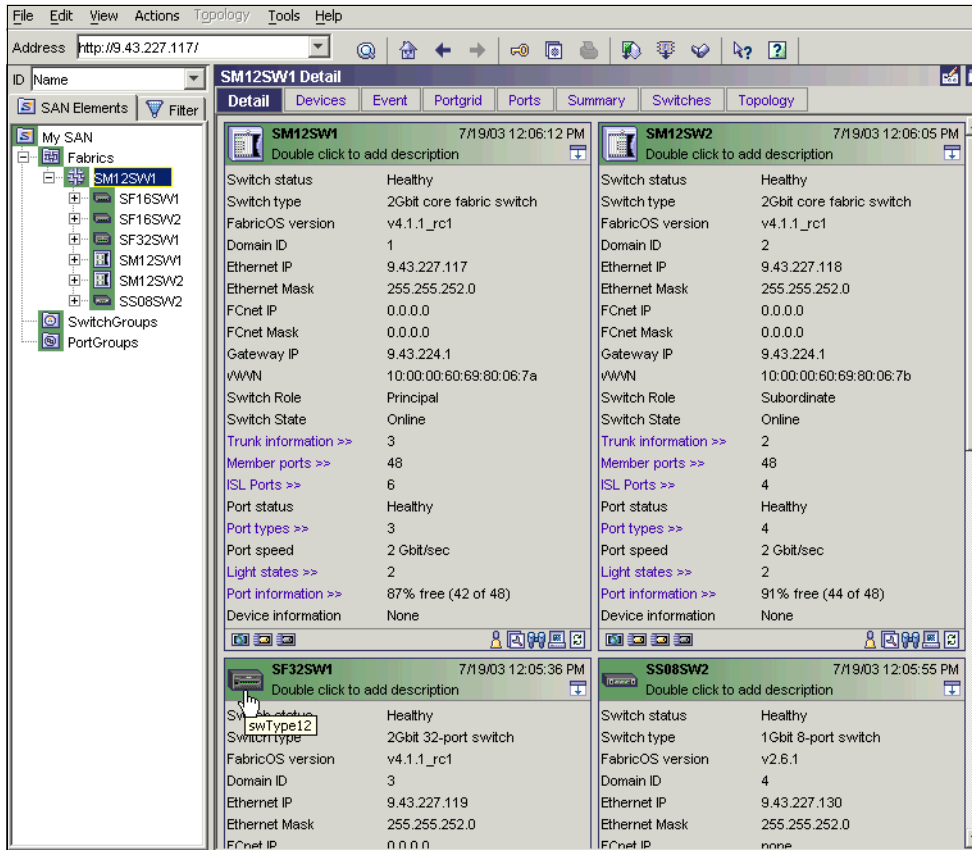 File Edit View Actions Topology Tools Help
Address http://9.43.227.117/
ID Name
SAN Elements Filter
My SAN
Fabrics
SM12SW1
SF16SW1
SF16SW2
SF32SW1
SM12SW1
SM12SW2
SS08SW2
SwitchGroups
PortGroups
SM12SW1 Detail
Detail Devices Event Portgrid Ports Summary Switches Topology
SM12SW1 7/19/03 12:06:12 PM
Double click to add description
Switch status Healthy
Switch type 2Gbit core fabric switch
FabricOS version v4.1.1_rc1
Domain ID 1
Ethernet IP 9.43.227.117
Ethernet Mask 255.255.252.0
FCnet IP 0.0.0.0
FCnet Mask 0.0.0.0
Gateway IP 9.43.224.1
WWN 10:00:00:60:69:80:06:7a
Switch Role Principal
Switch State Online
Trunk information >> 3
Member ports >> 48
ISL Ports >> 6
Port status Healthy
Port types >> 3
Port speed 2 Gbit/sec
Light states >> 2
Port information >> 87% free (42 of 48)
Device information None
SM12SW2 7/19/03 12:06:05 PM
Double click to add description
Switch status Healthy
Switch type 2Gbit core fabric switch
FabricOS version v4.1.1_rc1
Domain ID 2
Ethernet IP 9.43.227.118
Ethernet Mask 255.255.252.0
FCnet IP 0.0.0.0
FCnet Mask 0.0.0.0
Gateway IP 9.43.224.1
WWN 10:00:00:60:69:80:06:7b
Switch Role Subordinate
Switch State Online
Trunk information >> 2
Member ports >> 48
ISL Ports >> 4
Port status Healthy
Port types >> 4
Port speed 2 Gbit/sec
Light states >> 2
Port information >> 91% free (44 of 48)
Device information None
SF32SW1 7/19/03 12:05:36 PM
Double click to add description
Switch status Healthy
swType12
Switch type 2Gbit 32-port switch
FabricOS version v4.1.1_rc1
Domain ID 3
Ethernet IP 9.43.227.119
Ethernet Mask 255.255.252.0
FCnet IP 0.0.0.0
SS08SW2 7/19/03 12:05:55 PM
Double click to add description
Switch status Healthy
Switch type 1Gbit 8-port switch
FabricOS version v2.6.1
Domain ID 4
Ethernet IP 9.43.227.130
Ethernet Mask 255.255.252.0
FCnet IP none